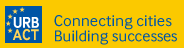 URB
ACT
Connecting cities
Building successes